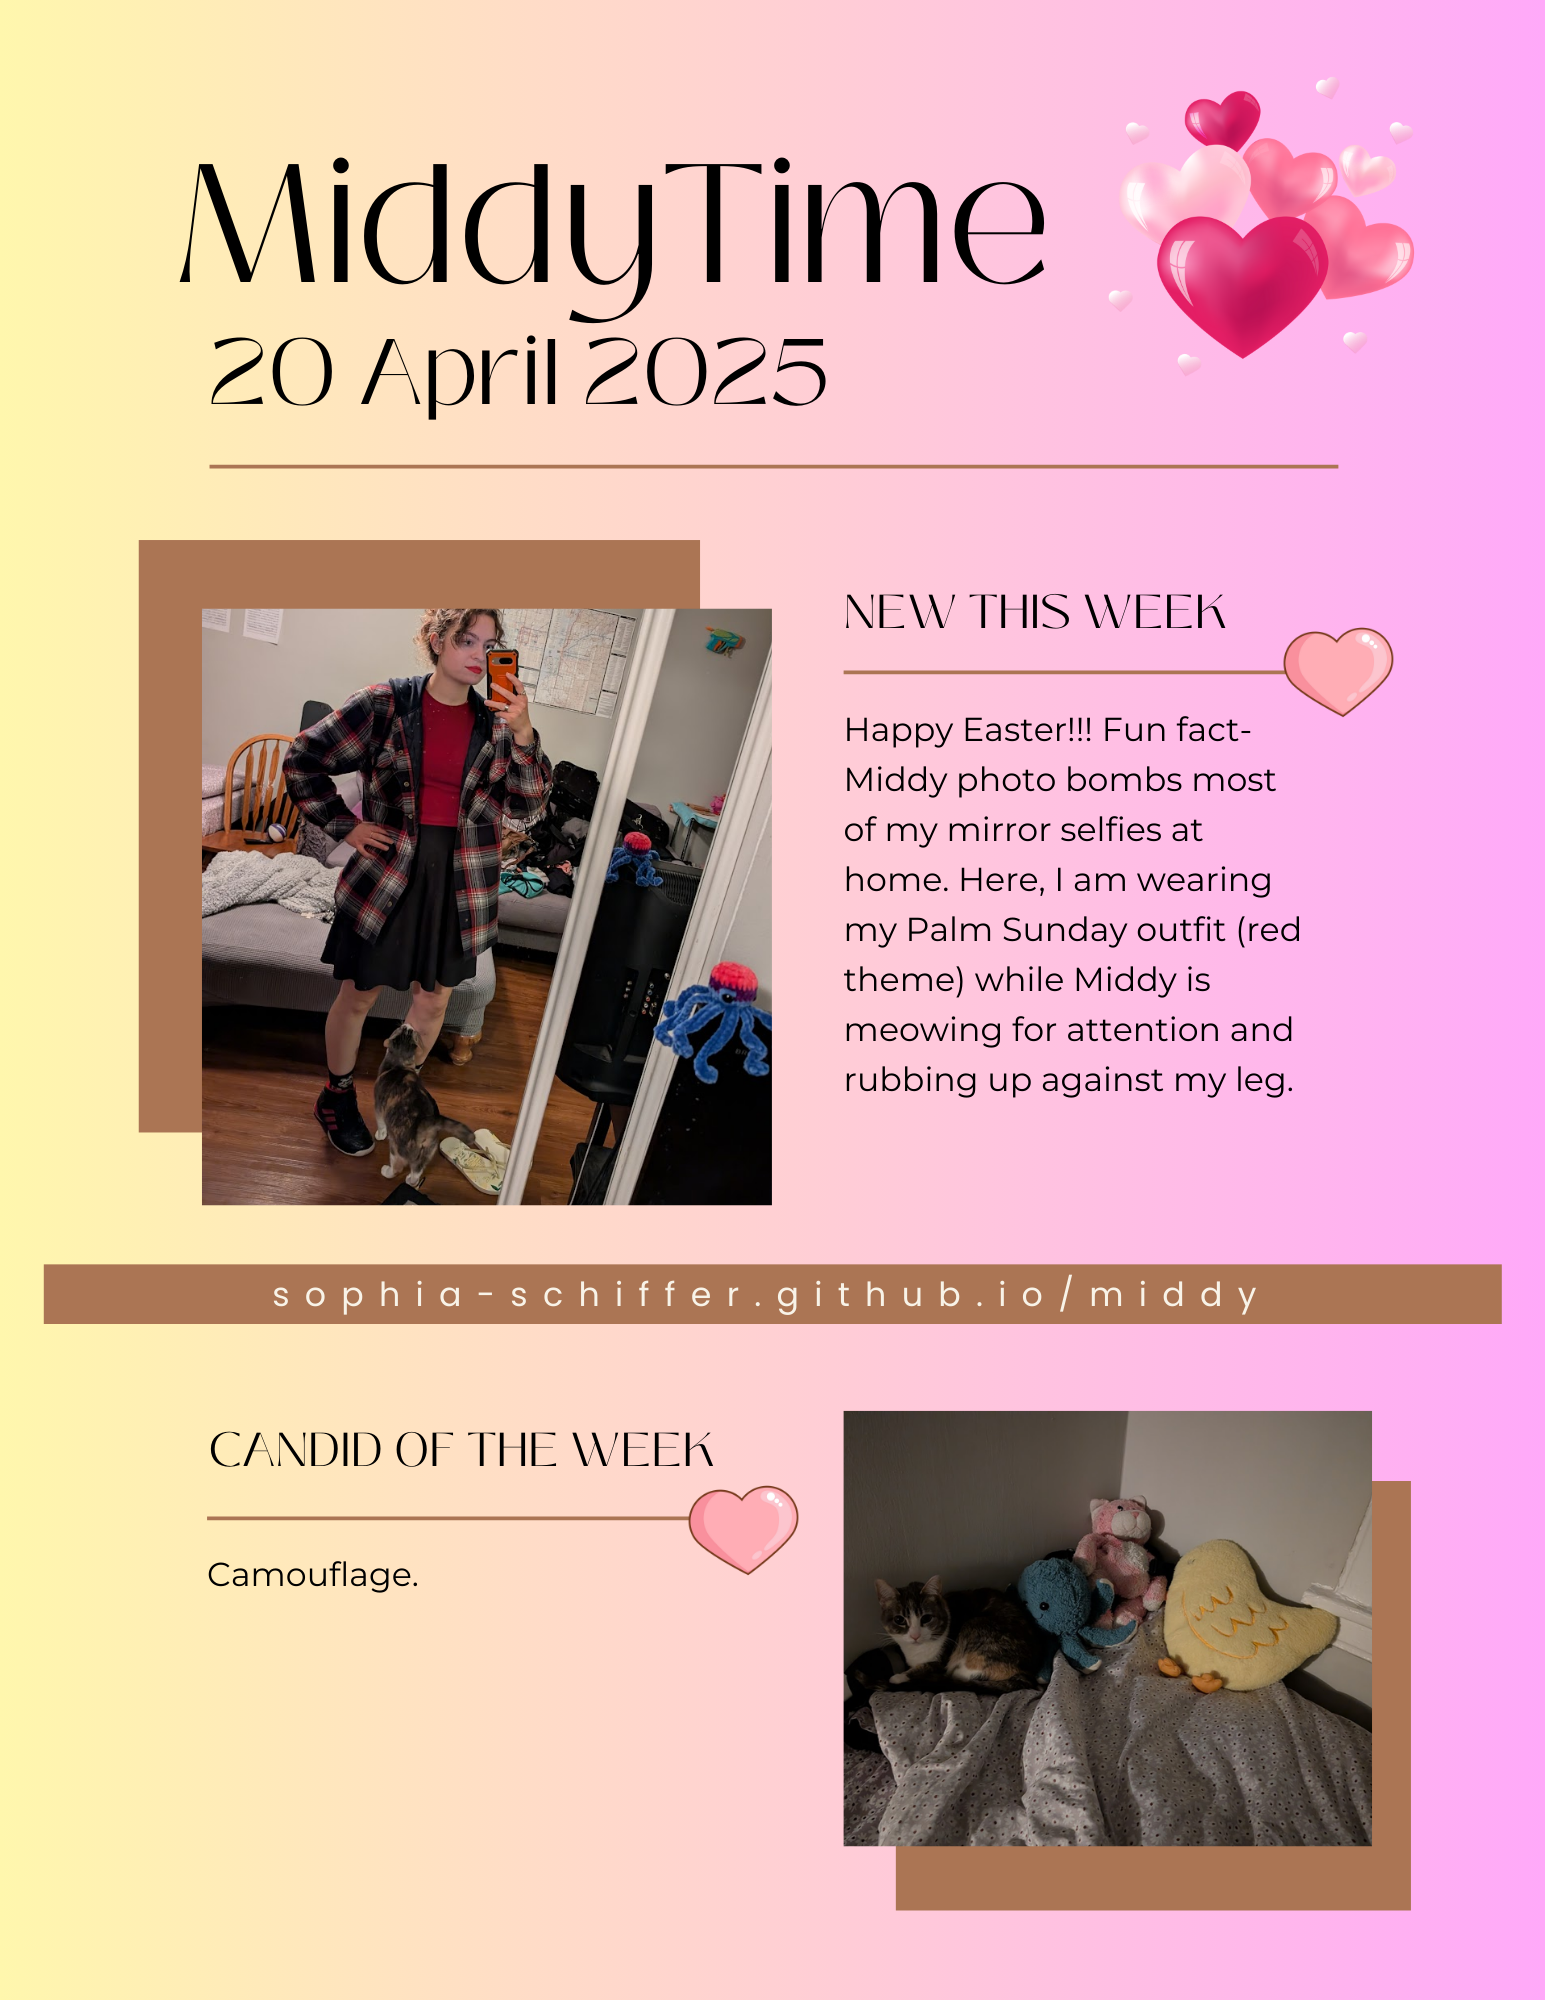 MiddyTime
20 April 2025
NEW THIS WEEK
Happy Easter!!! Fun fact-
Middy photo bombs most
of my mirror selfies at
home. Here, I am wearing
my Palm Sunday outfit (red
theme) while Middy is
meowing for attention and
rubbing up against my leg.
sophia-schiffer.github.io/middy
CANDID OF THE WEEK
Camouflage.